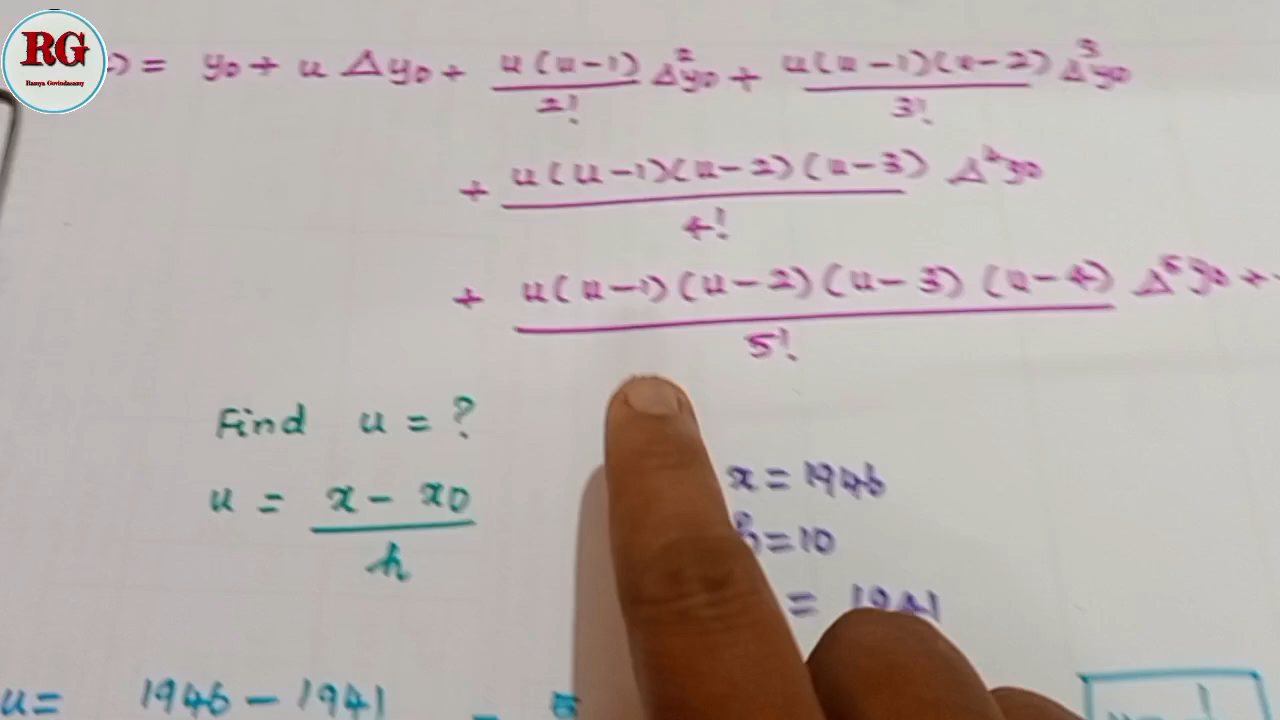 RG
Ramya Govindasamy
) = y0 + u Δy0 + u(u-1)/2! Δ²y0 + u(u-1)(u-2)/3! Δ³y0
+ u(u-1)(u-2)(u-3)/4! Δ⁴y0
+ u(u-1)(u-2)(u-3)(u-4)/5! Δ⁵y0 +
Find u = ?
u = x - x0 / h
x = 1946
h = 10
= 1941
u = 1946 - 1941